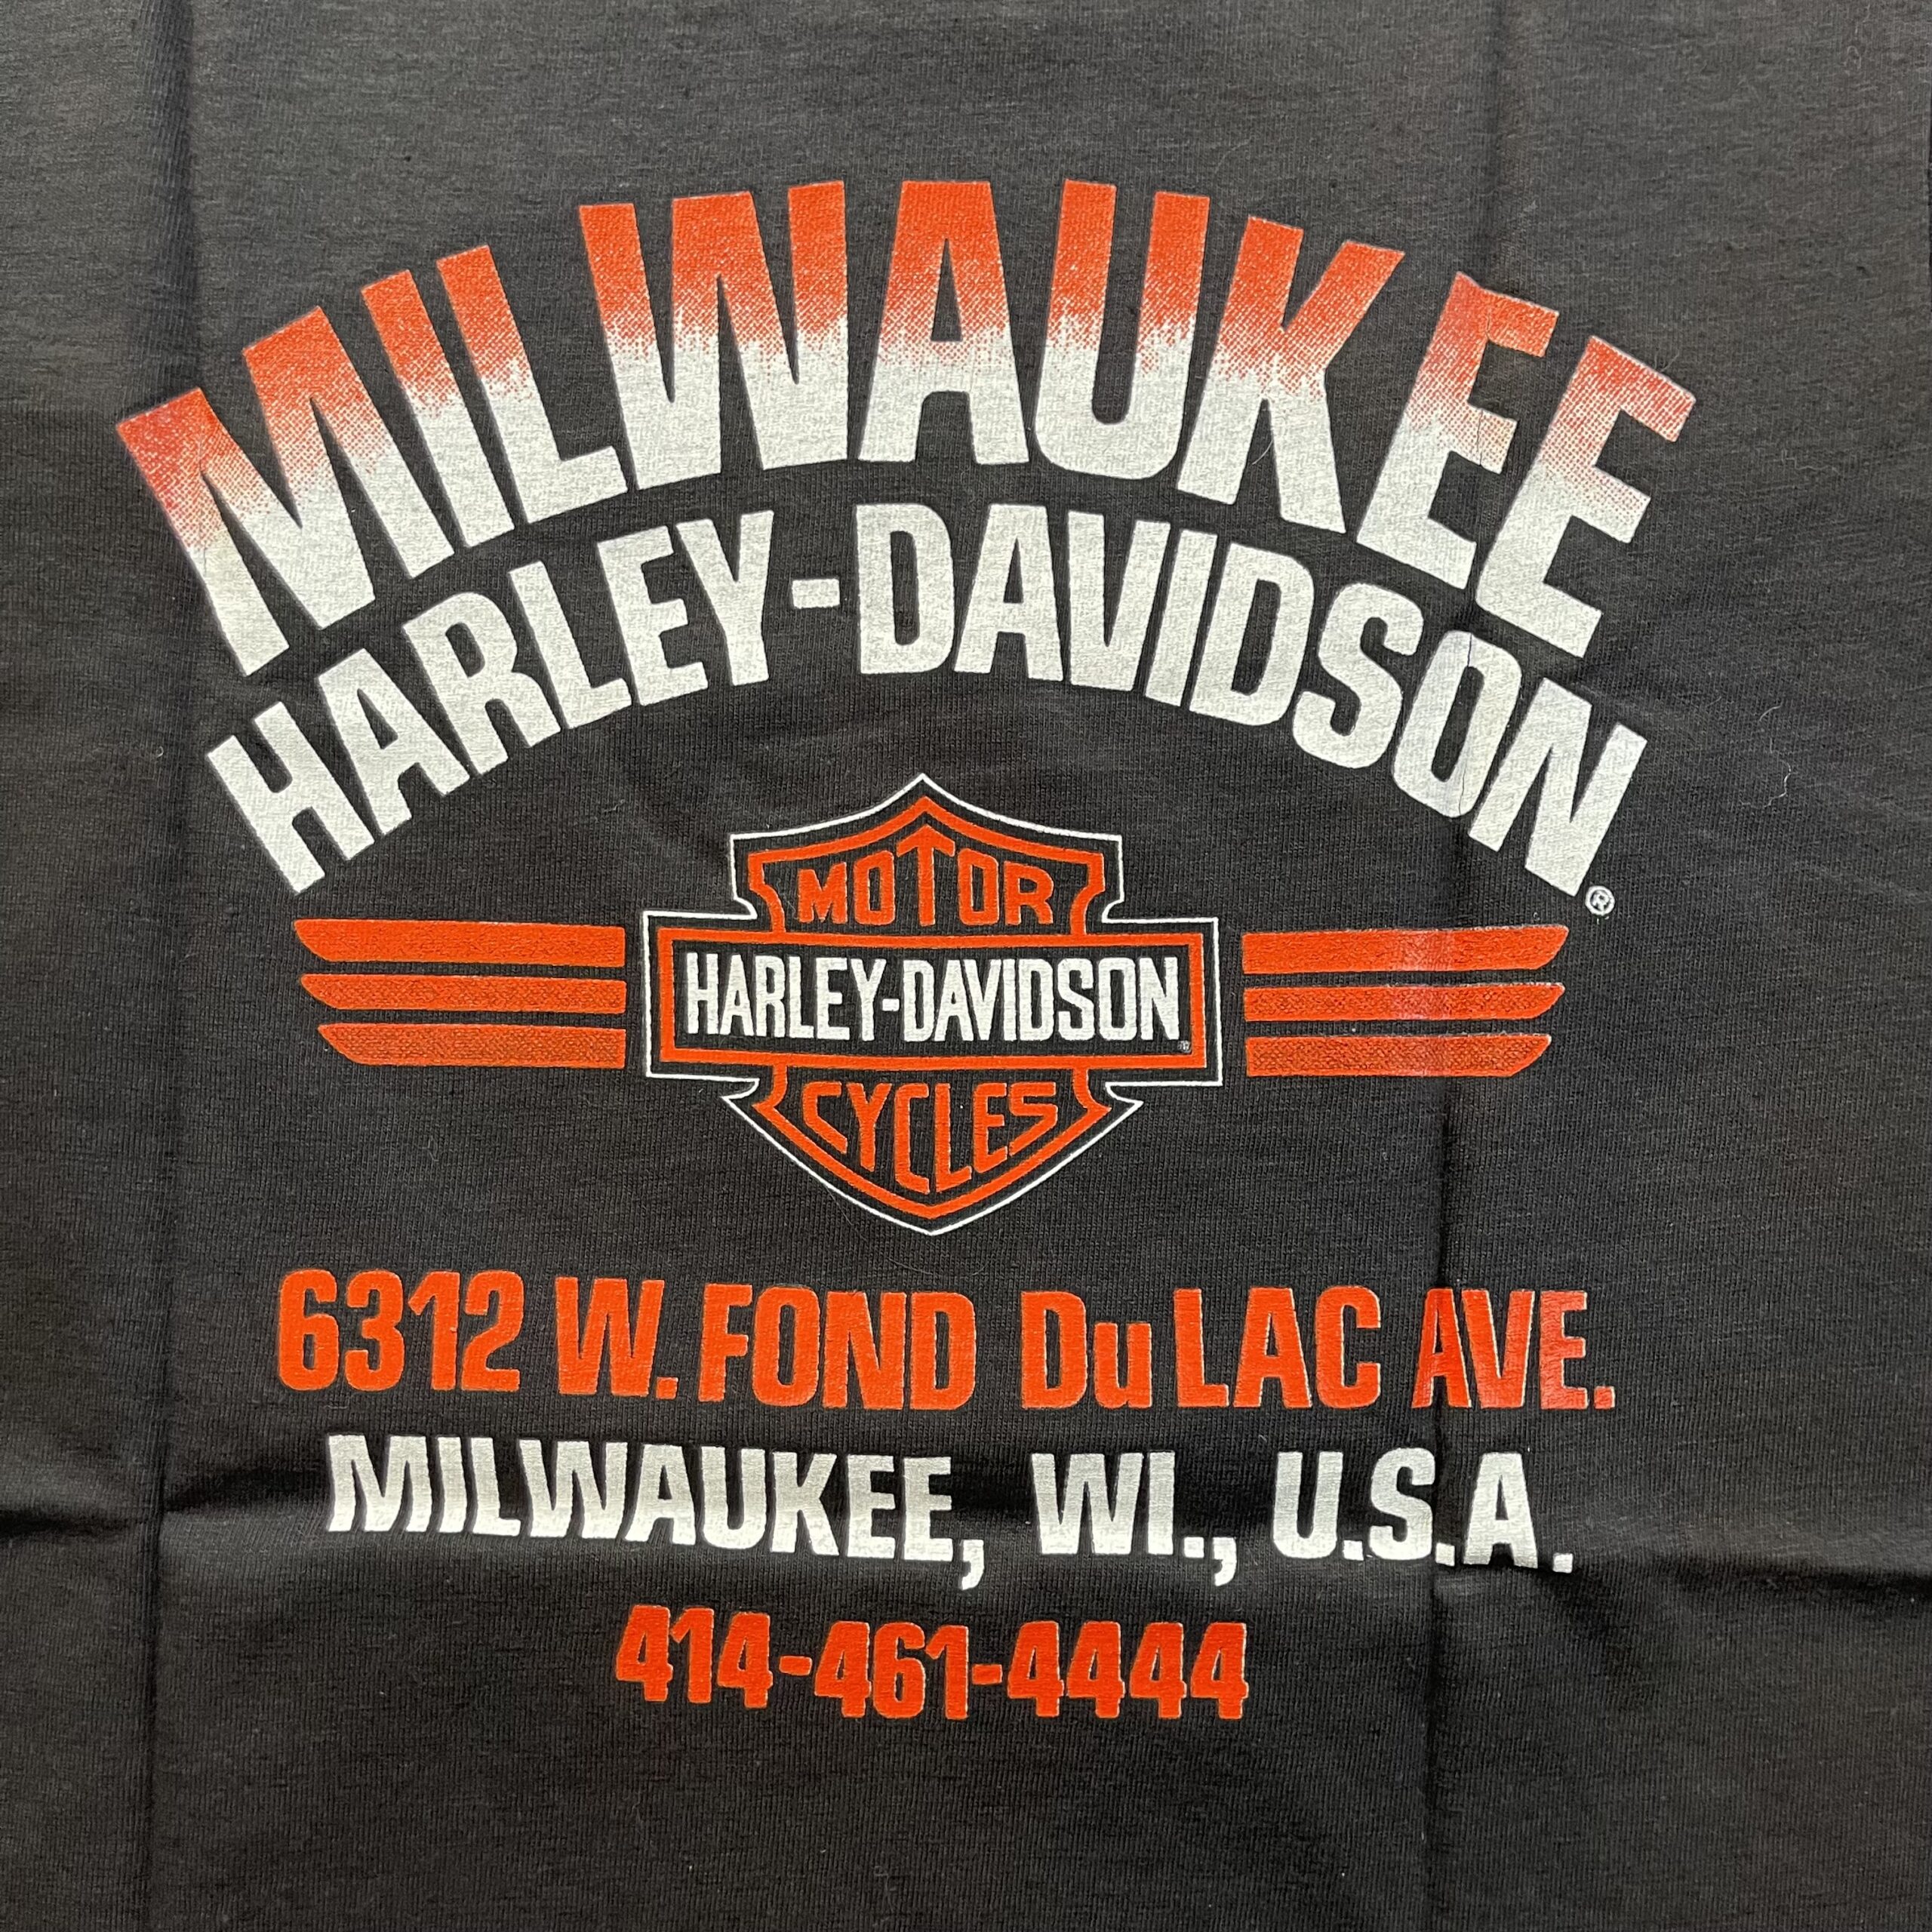 MILWAUKEE
HARLEY-DAVIDSON®
MOTOR
HARLEY-DAVIDSON®
CYCLES
6312 W. FOND Du LAC AVE.
MILWAUKEE, WI., U.S.A.
414-461-4444